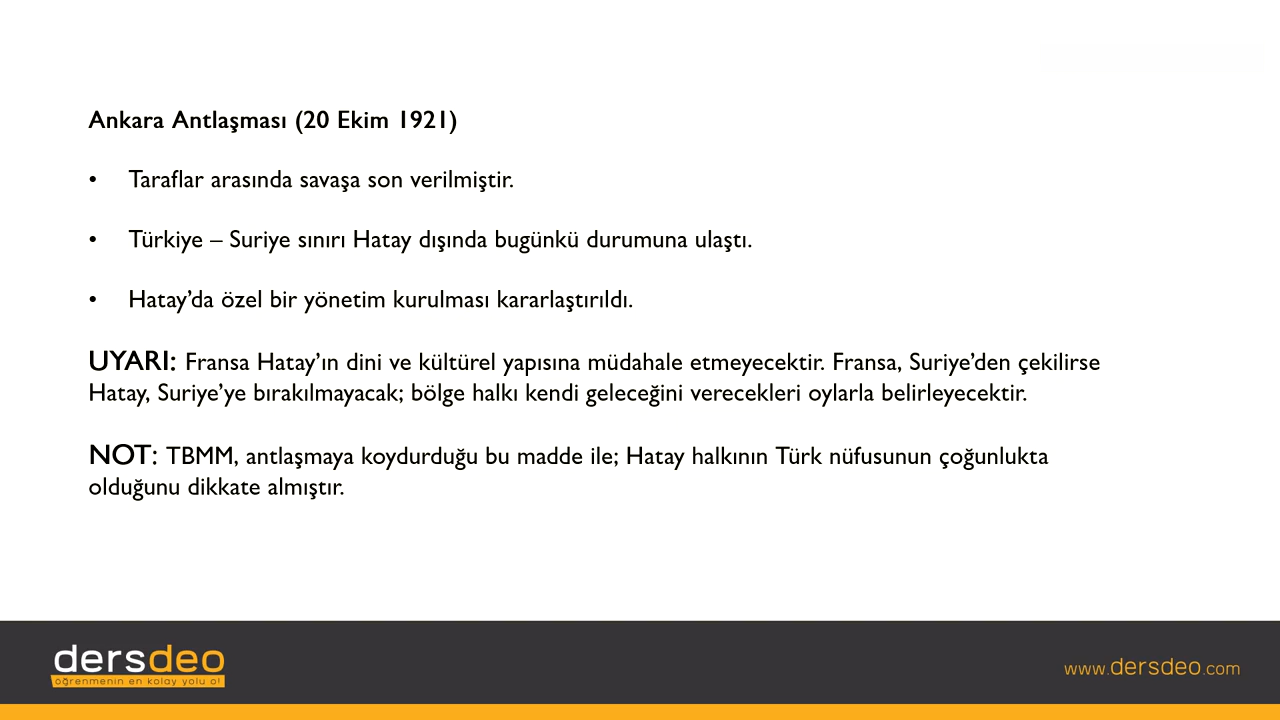 Ankara Antlaşması (20 Ekim 1921)
• Taraflar arasında savaşa son verilmiştir.
• Türkiye – Suriye sınırı Hatay dışında bugünkü durumuna ulaştı.
• Hatay’da özel bir yönetim kurulması kararlaştırıldı.
UYARI: Fransa Hatay’ın dini ve kültürel yapısına müdahale etmeyecektir. Fransa, Suriye’den çekilirse
Hatay, Suriye’ye bırakılmayacak; bölge halkı kendi geleceğini verecekleri oylarla belirleyecektir.
NOT: TBMM, antlaşmaya koydurduğu bu madde ile; Hatay halkının Türk nüfusunun çoğunlukta
olduğunu dikkate almıştır.
dersdeo
öğrenmenin en kolay yolu o!
www.dersdeo.com